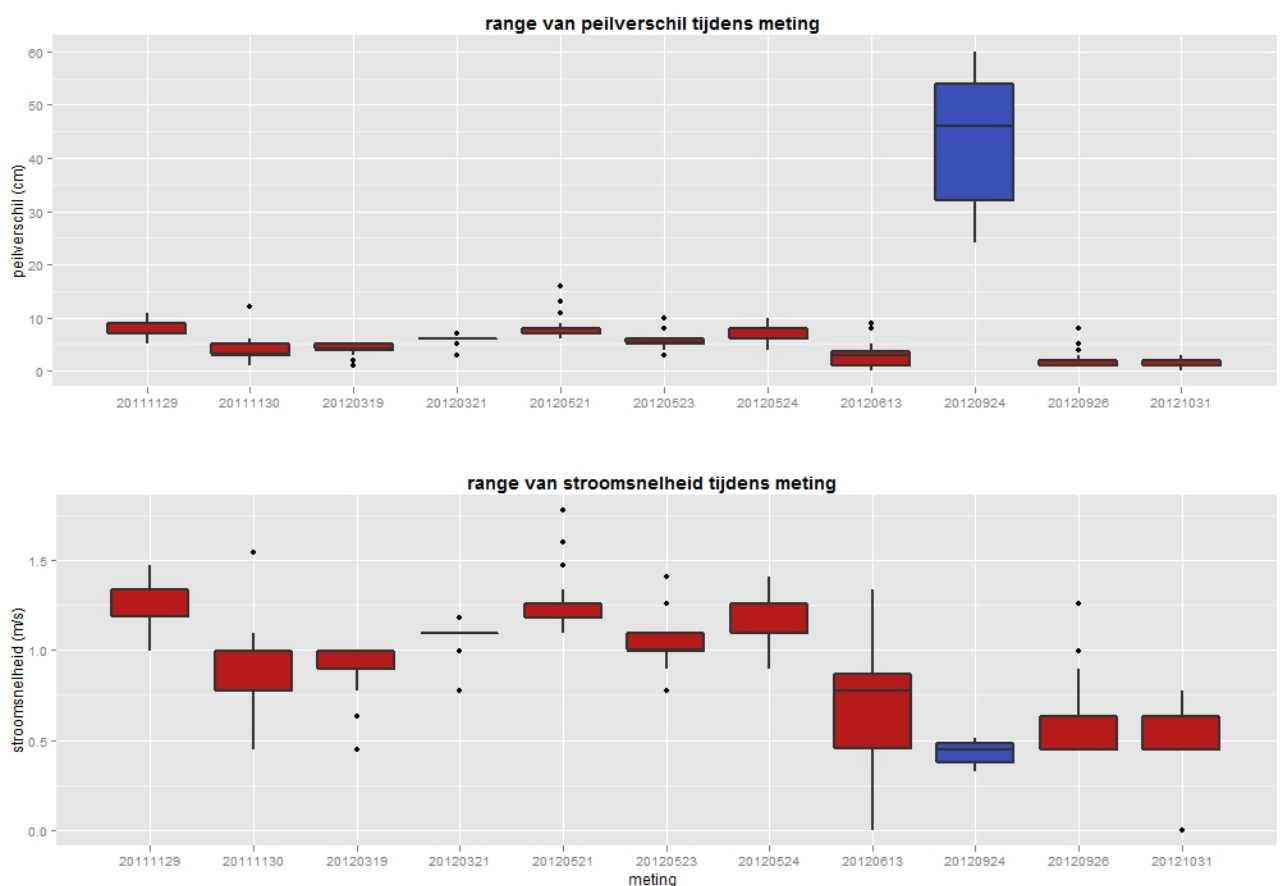 range van peilverschil tijdens meting
peilverschil (cm)
60
50
40
30
20
10
0
20111129 20111130 20120319 20120321 20120521 20120523 20120524 20120613 20120924 20120926 20121031
range van stroomsnelheid tijdens meting
stroomsnelheid (m/s)
1.5
1.0
0.5
0.0
20111129 20111130 20120319 20120321 20120521 20120523 20120524 20120613 20120924 20120926 20121031
meting